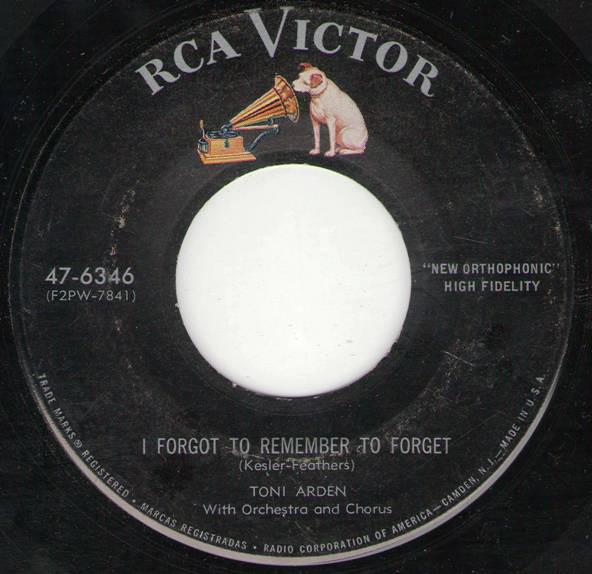 RCA VICTOR
47-6346
(F2PW-7841)
"NEW ORTHOPHONIC"
HIGH FIDELITY
I FORGOT TO REMEMBER TO FORGET
(Kesler-Feathers)
TONI ARDEN
With Orchestra and Chorus
TRADE MARKS ® REGISTERED • MARCAS REGISTRADAS • RADIO CORPORATION OF AMERICA—CAMDEN, N.J.—MADE IN U.S.A.